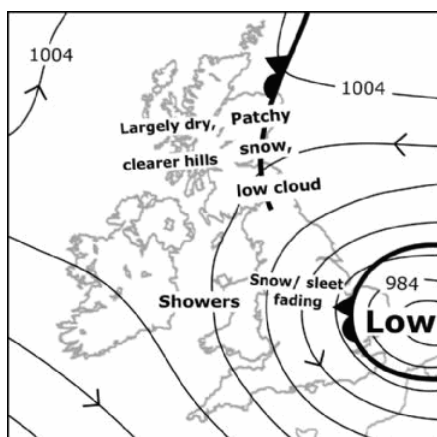 1004
1004
Largely dry,
clearer hills
Patchy
snow,
low cloud
Snow/ sleet
fading
Showers
984
Low